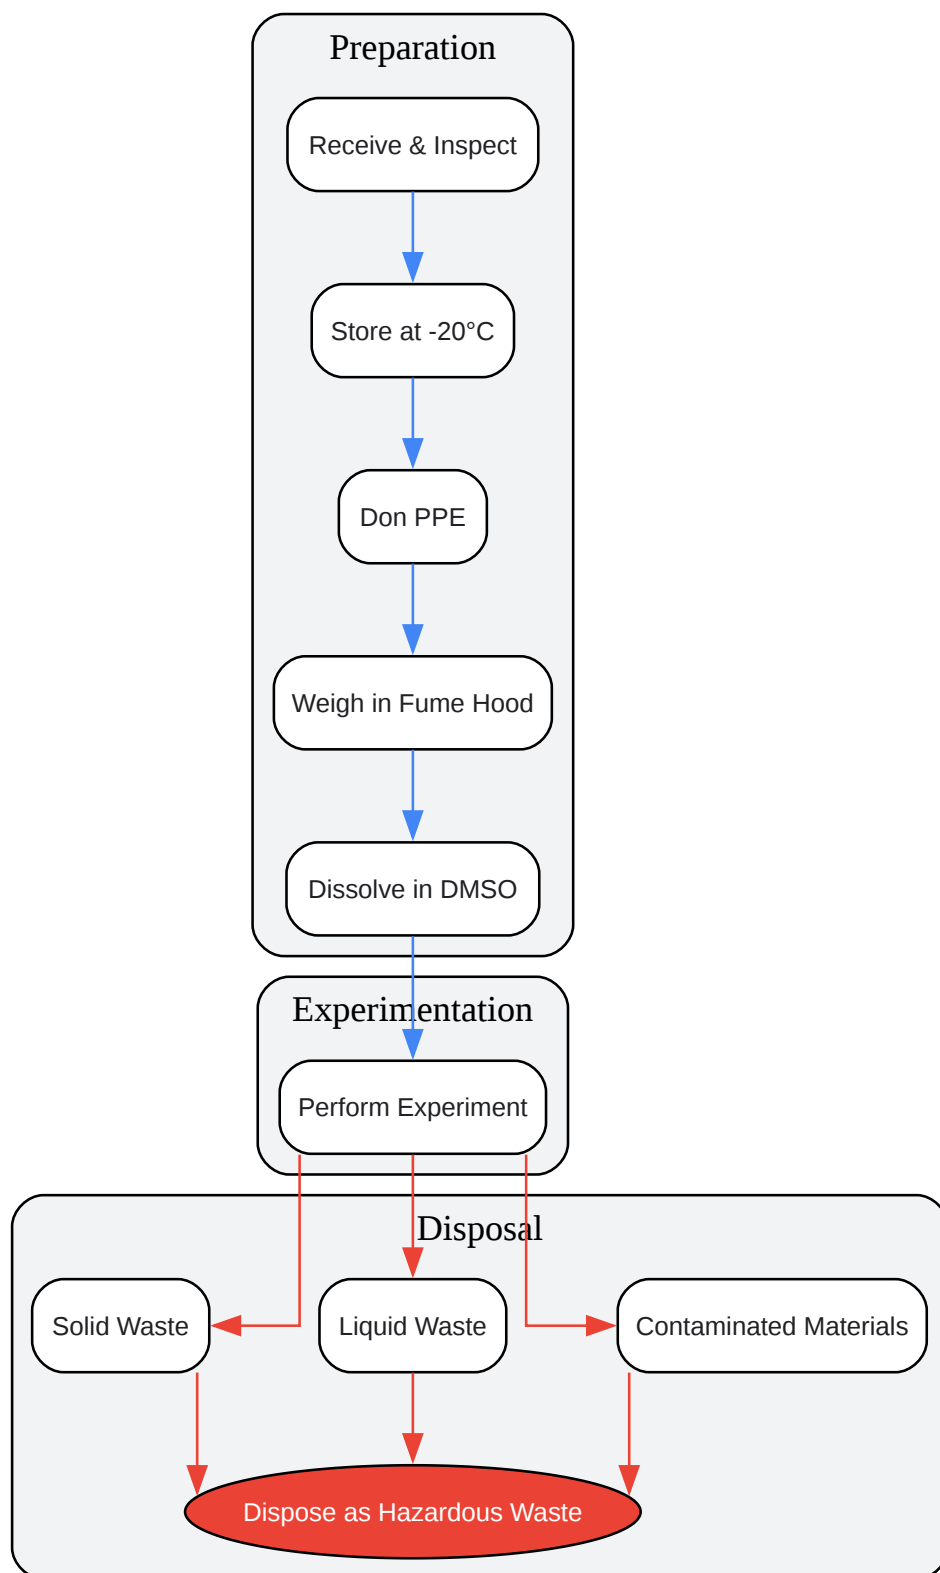 Preparation
Receive & Inspect
Store at -20°C
Don PPE
Weigh in Fume Hood
Dissolve in DMSO
Experimentation
Perform Experiment
Disposal
Solid Waste
Liquid Waste
Contaminated Materials
Dispose as Hazardous Waste